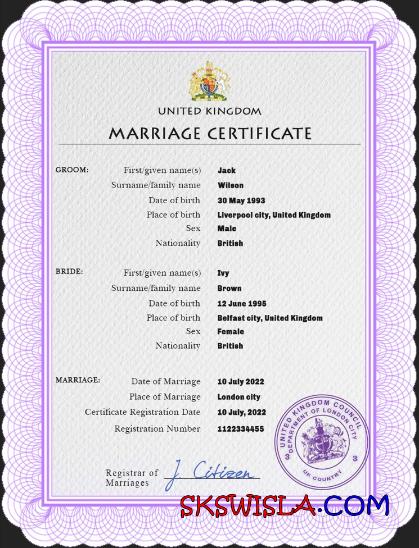 UNITED KINGDOM
MARRIAGE CERTIFICATE
GROOM: First/given name(s) Jack
Surname/family name Wilson
Date of birth 30 May 1993
Place of birth Liverpool city, United Kingdom
Sex Male
Nationality British
BRIDE: First/given name(s) Ivy
Surname/family name Brown
Date of birth 12 June 1995
Place of birth Belfast city, United Kingdom
Sex Female
Nationality British
MARRIAGE: Date of Marriage 10 July 2022
Place of Marriage London city
Certificate Registration Date 10 July, 2022
Registration Number 1122334455
UNITED KINGDOM COUNCIL
DEPARTMENT OF LONDON CITY
3 3
UK COUNTRY
Registrar of J Citizen
Marriages
SKSWISLA.COM